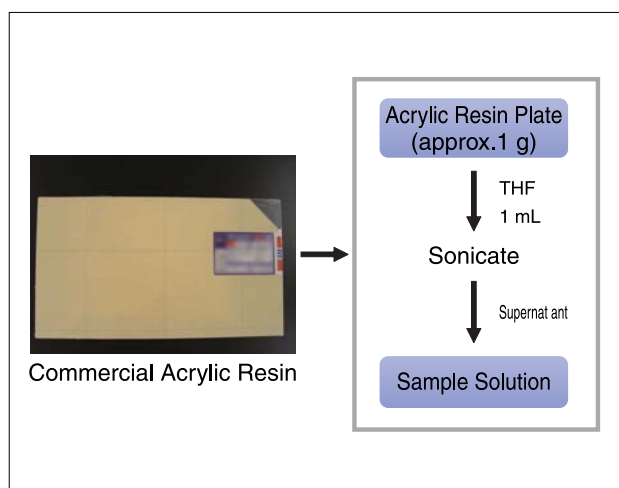 Acrylic Resin Plate
(approx.1 g)
THF
1 mL
Sonicate
Supernat ant
Sample Solution
Commercial Acrylic Resin